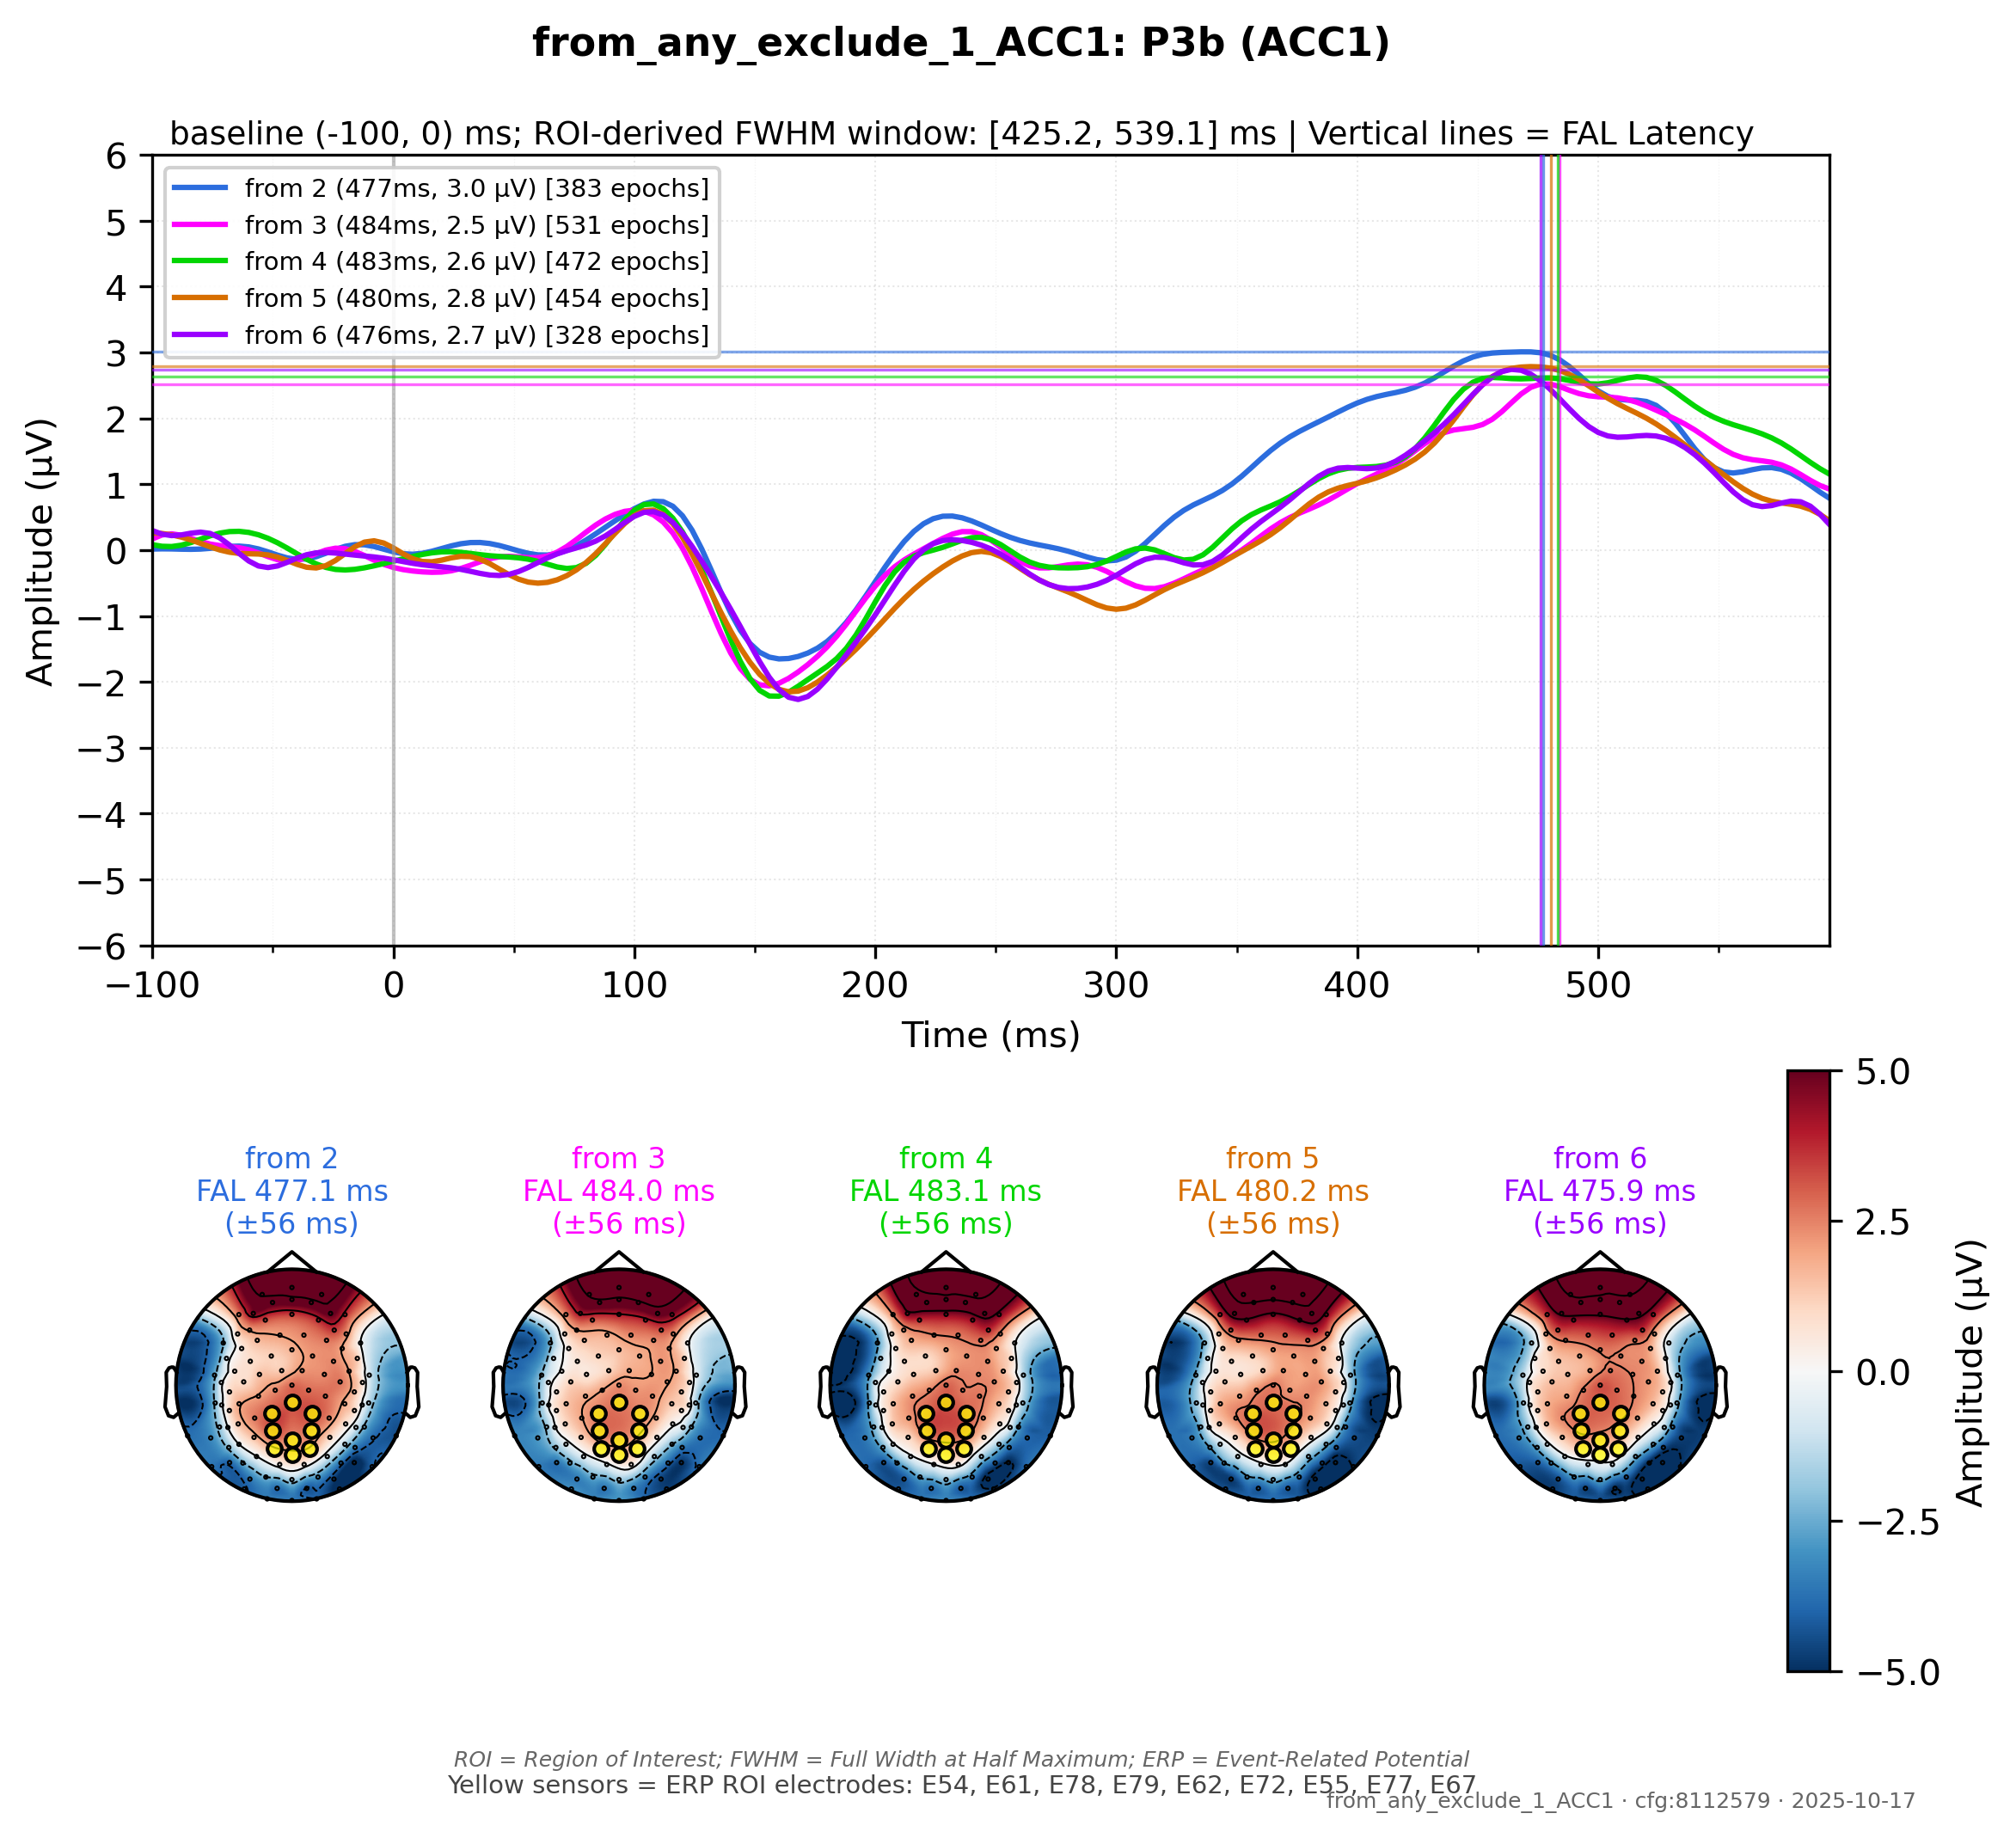 from_any_exclude_1_ACC1: P3b (ACC1)
baseline (-100, 0) ms; ROI-derived FWHM window: [425.2, 539.1] ms | Vertical lines = FAL Latency
from 2 (477ms, 3.0 µV) [383 epochs]
from 3 (484ms, 2.5 µV) [531 epochs]
from 4 (483ms, 2.6 µV) [472 epochs]
from 5 (480ms, 2.8 µV) [454 epochs]
from 6 (476ms, 2.7 µV) [328 epochs]
6
5
4
3
2
1
0
−1
−2
−3
−4
−5
−6
Amplitude (µV)
−100
0
100
200
300
400
500
Time (ms)
from 2
FAL 477.1 ms
(±56 ms)
from 3
FAL 484.0 ms
(±56 ms)
from 4
FAL 483.1 ms
(±56 ms)
from 5
FAL 480.2 ms
(±56 ms)
from 6
FAL 475.9 ms
(±56 ms)
5.0
2.5
0.0
−2.5
−5.0
Amplitude (µV)
ROI = Region of Interest; FWHM = Full Width at Half Maximum; ERP = Event-Related Potential
Yellow sensors = ERP ROI electrodes: E54, E61, E78, E79, E62, E72, E55, E77, E67
from_any_exclude_1_ACC1 · cfg:8112579 · 2025-10-17